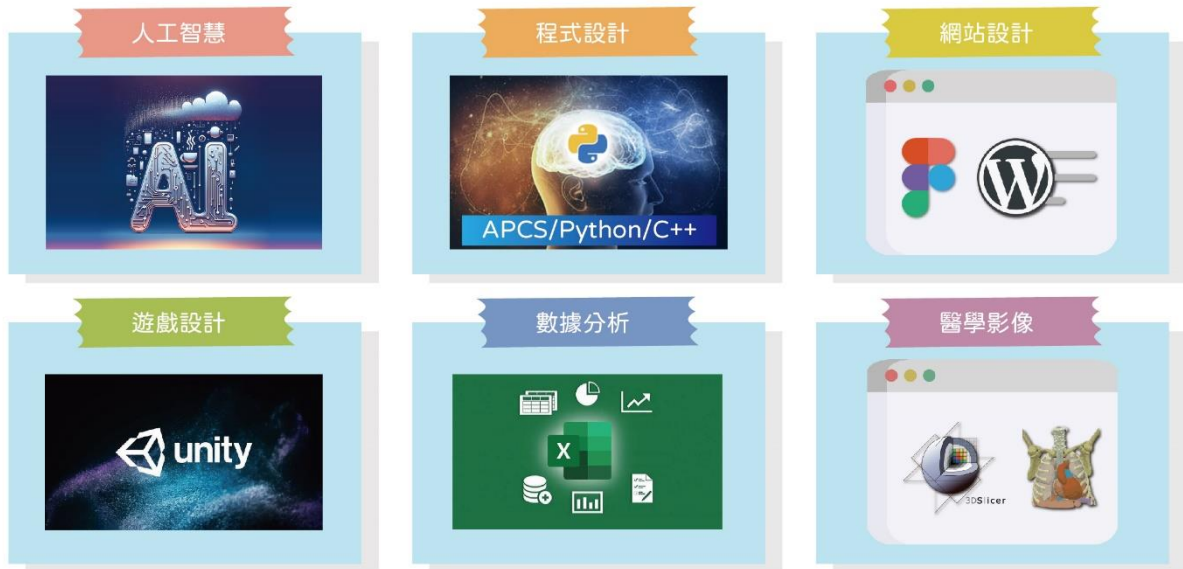 人工智慧
程式設計
網站設計
AI
APCS/Python/C++
W
遊戲設計
數據分析
醫學影像
unity
X
3DSlicer